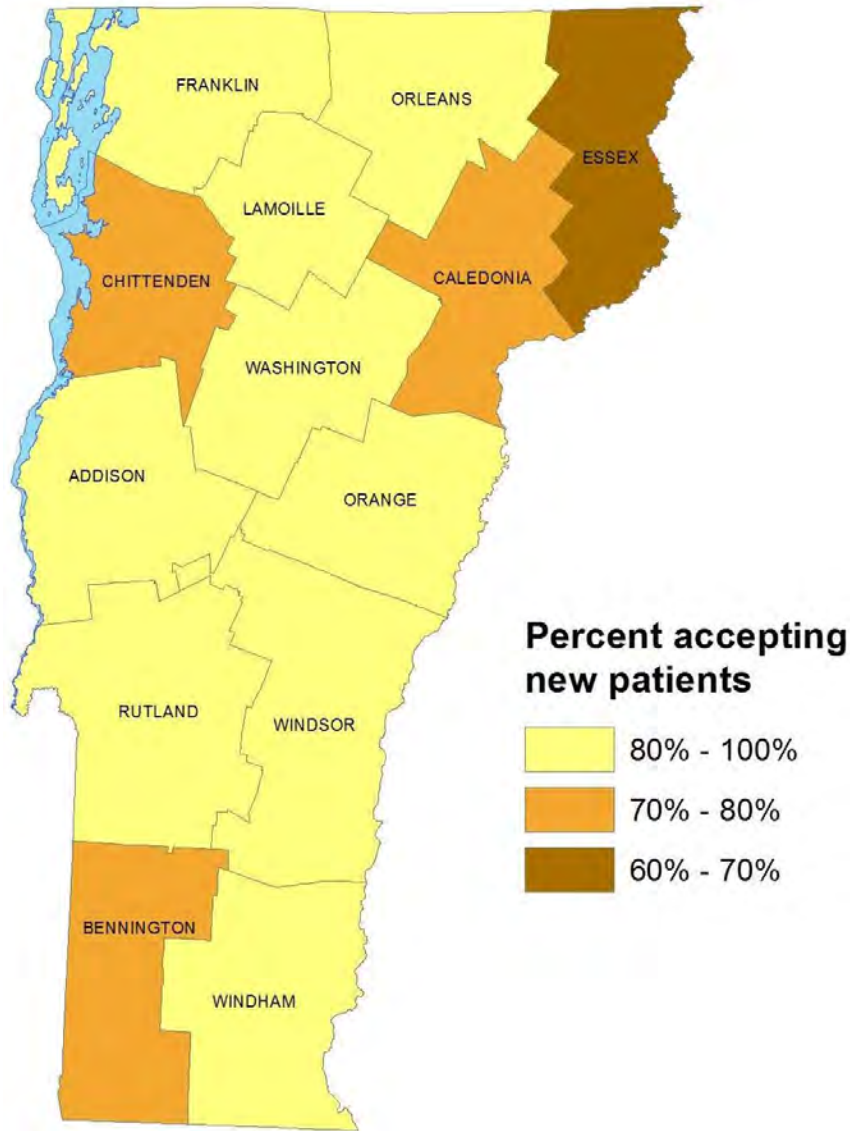 FRANKLIN
ORLEANS
ESSEX
LAMOILLE
CHITTENDEN
CALEDONIA
WASHINGTON
ADDISON
ORANGE
RUTLAND
WINDSOR
BENNINGTON
WINDHAM
Percent accepting
new patients
80% - 100%
70% - 80%
60% - 70%